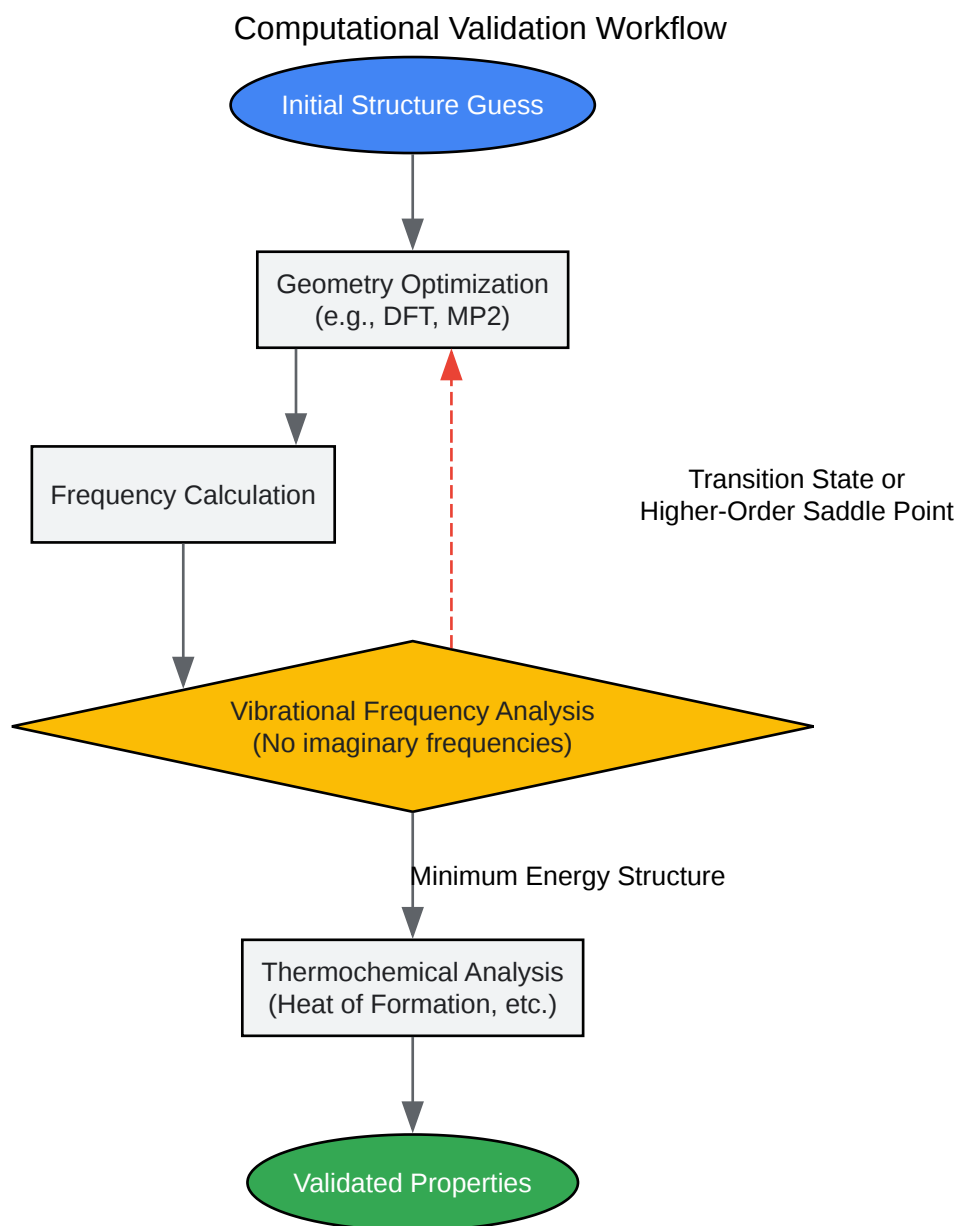 Computational Validation Workflow
Initial Structure Guess
Geometry Optimization
(e.g., DFT, MP2)
Frequency Calculation
Transition State or
Higher-Order Saddle Point
Vibrational Frequency Analysis
(No imaginary frequencies)
Minimum Energy Structure
Thermochemical Analysis
(Heat of Formation, etc.)
Validated Properties